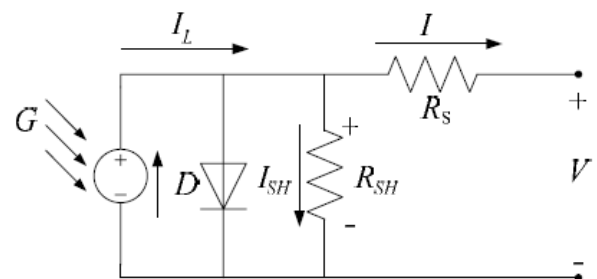 I_L I
G + R_S +
D I_SH + R_SH V
- - -